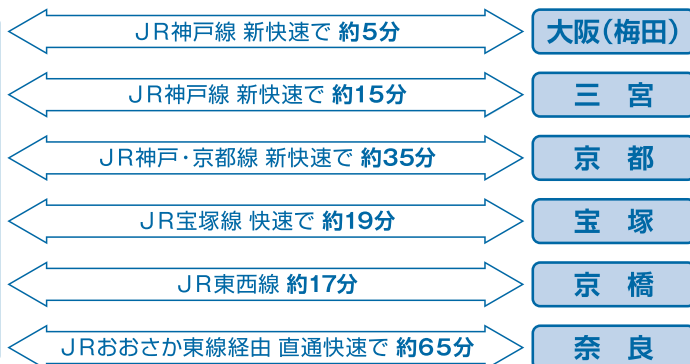 JR神戸線 新快速で 約5分
大阪(梅田)
JR神戸線 新快速で 約15分
三宮
JR神戸・京都線 新快速で 約35分
京都
JR宝塚線 快速で 約19分
宝塚
JR東西線 約17分
京橋
JRおおさか東線経由 直通快速で 約65分
奈良